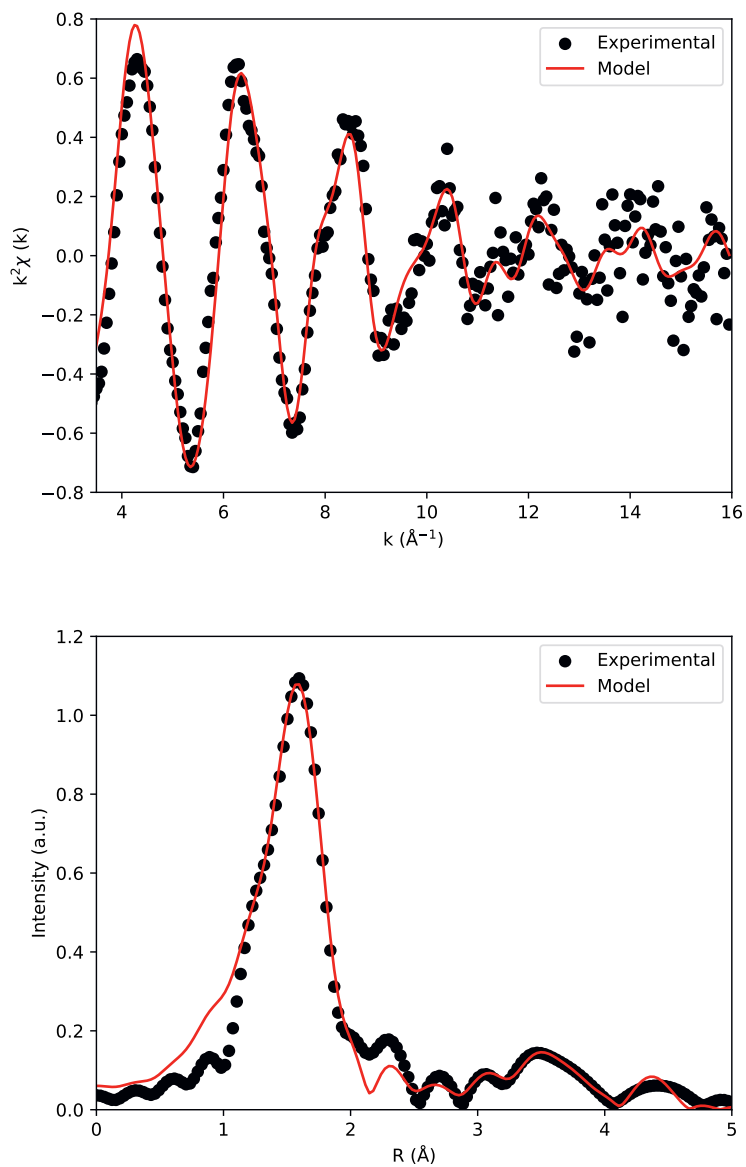 0.8
Experimental
Model
0.6
0.4
0.2
0.0
−0.2
−0.4
−0.6
−0.8
k²χ (k)
4 6 8 10 12 14 16
k (Å⁻¹)
1.2
Experimental
Model
1.0
0.8
0.6
0.4
0.2
0.0
Intensity (a.u.)
0 1 2 3 4 5
R (Å)